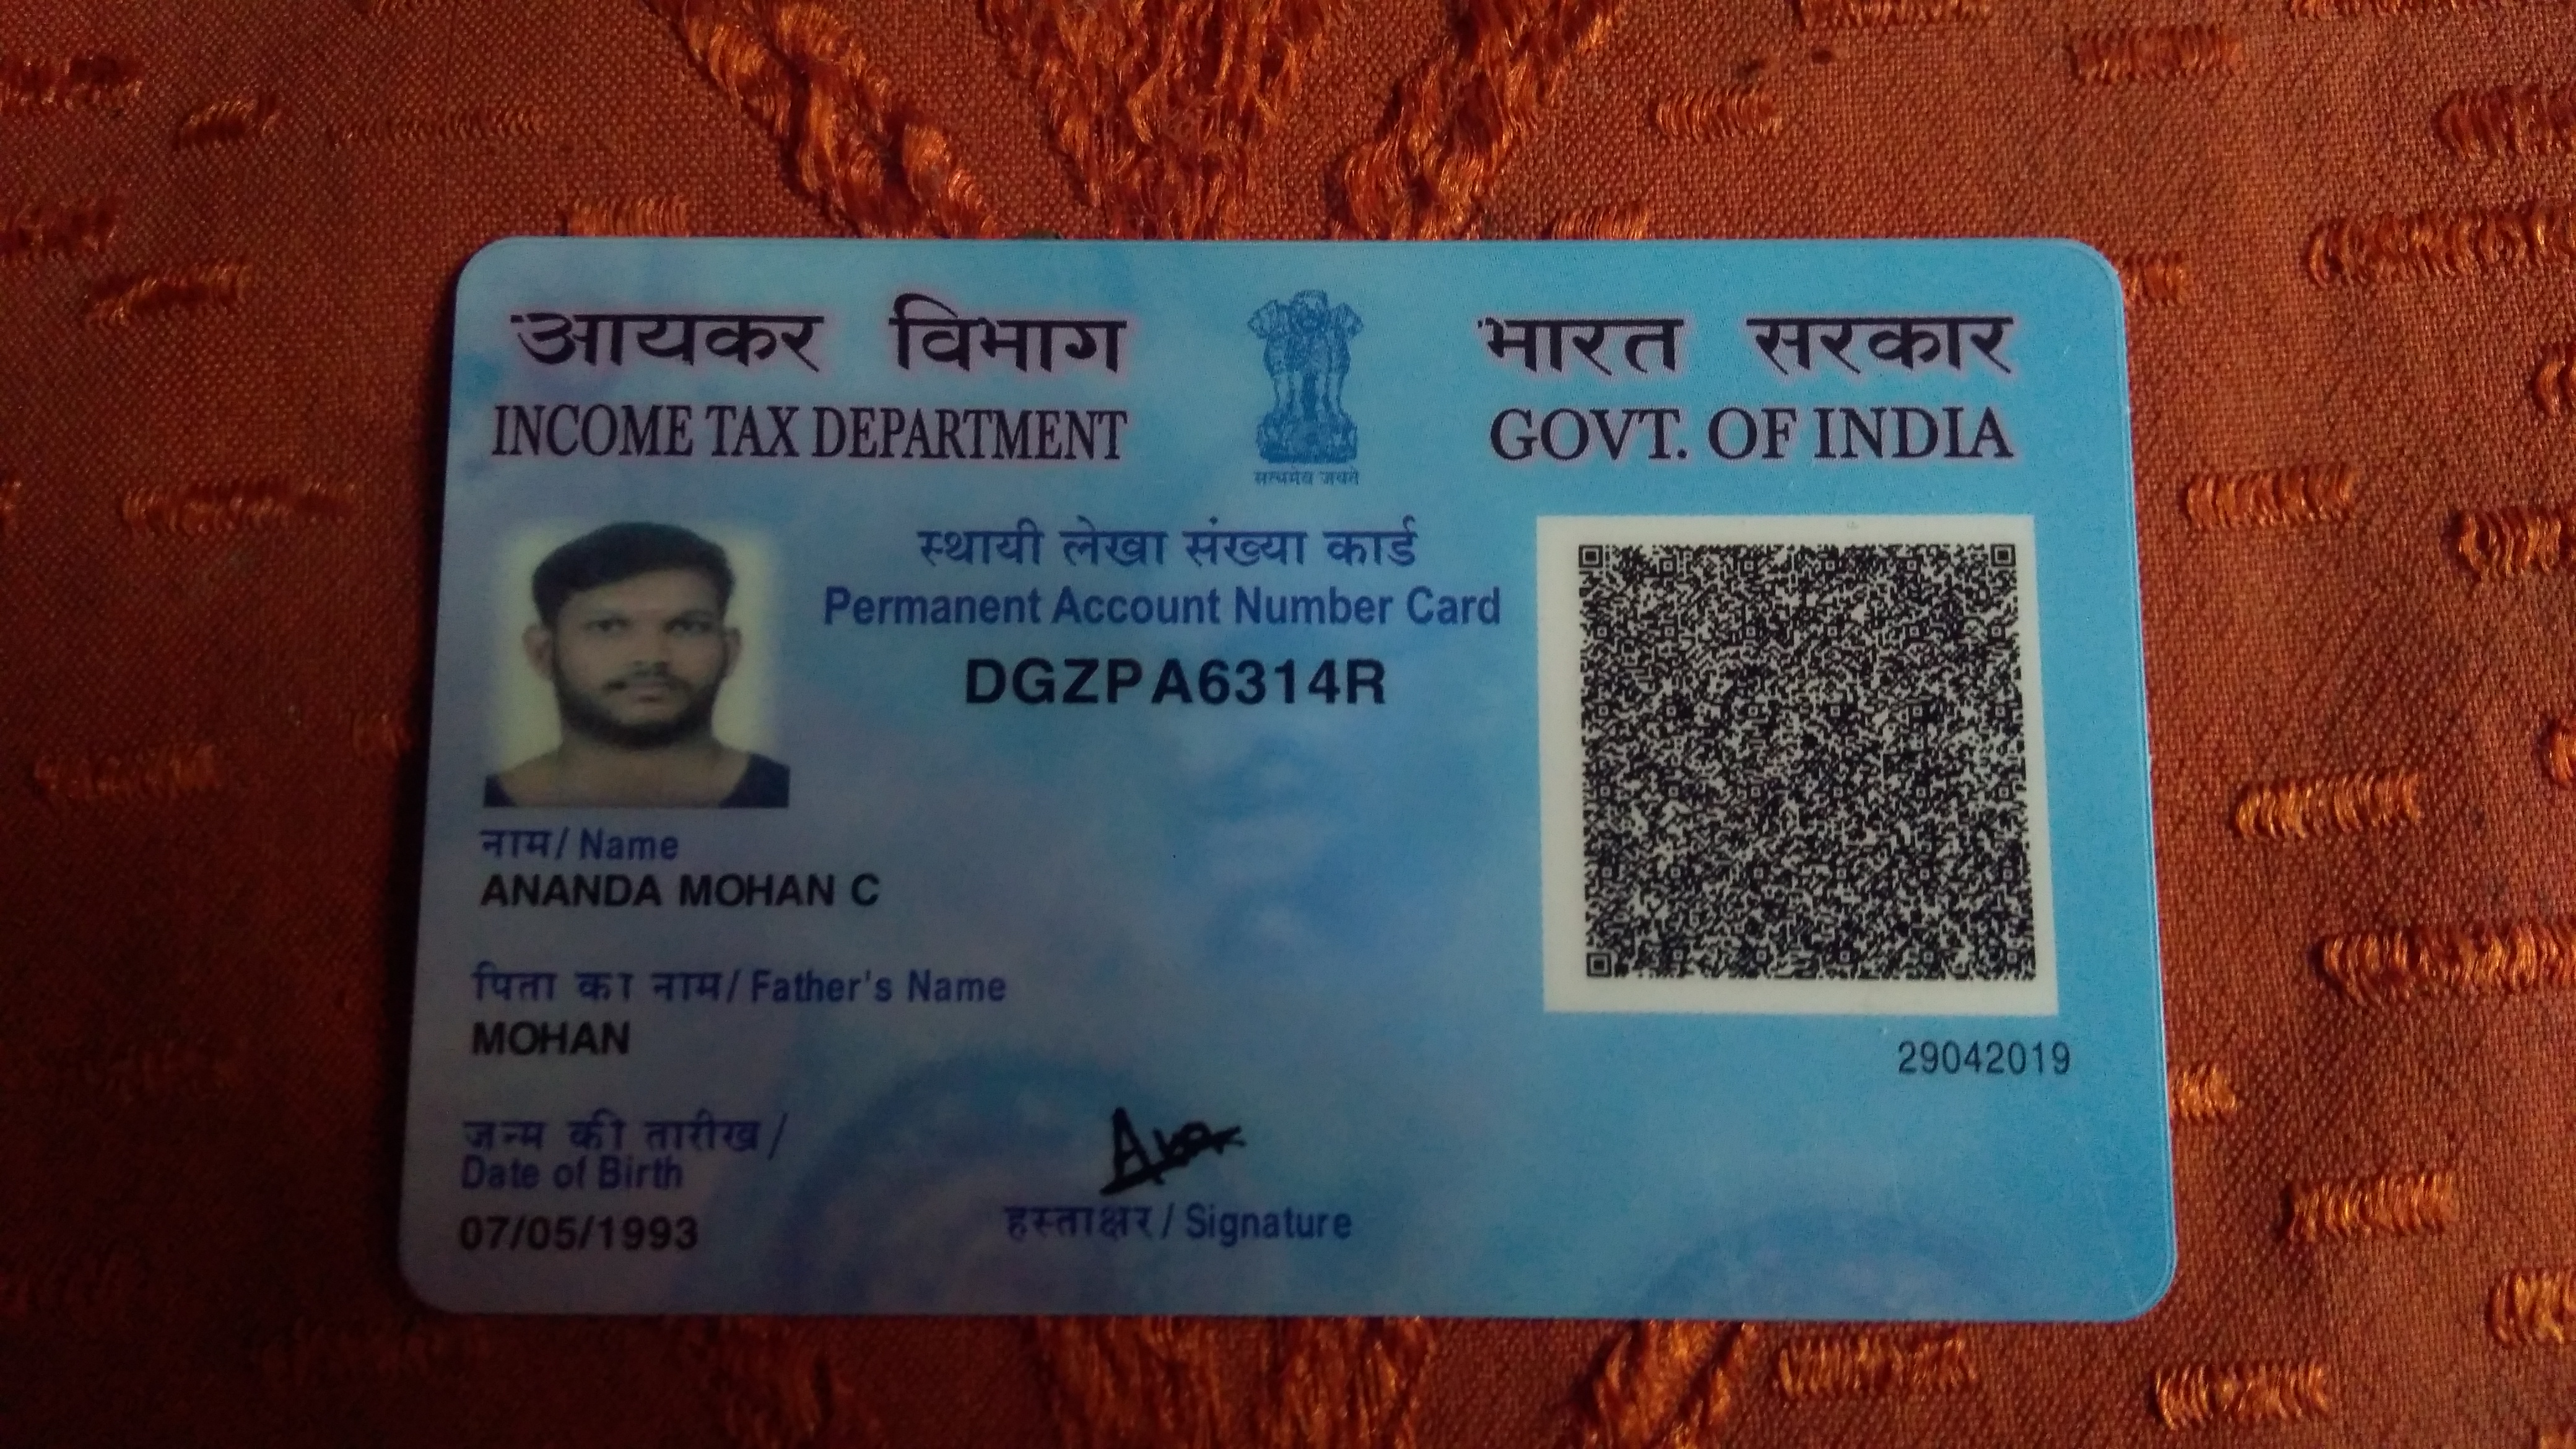 आयकर विभाग
INCOME TAX DEPARTMENT
सत्यमेव जयते
भारत सरकार
GOVT. OF INDIA
स्थायी लेखा संख्या कार्ड
Permanent Account Number Card
DGZPA6314R
नाम/ Name
ANANDA MOHAN C
पिता का नाम/ Father's Name
MOHAN
जन्म की तारीख/
Date of Birth
07/05/1993
हस्ताक्षर/ Signature
29042019